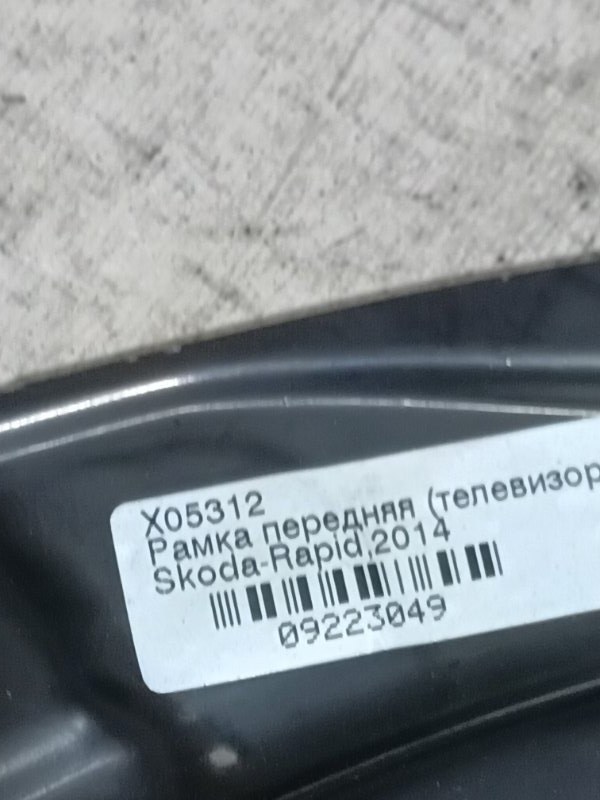 X05312
Рамка передняя (телевизор
Skoda-Rapid,2014
09223049